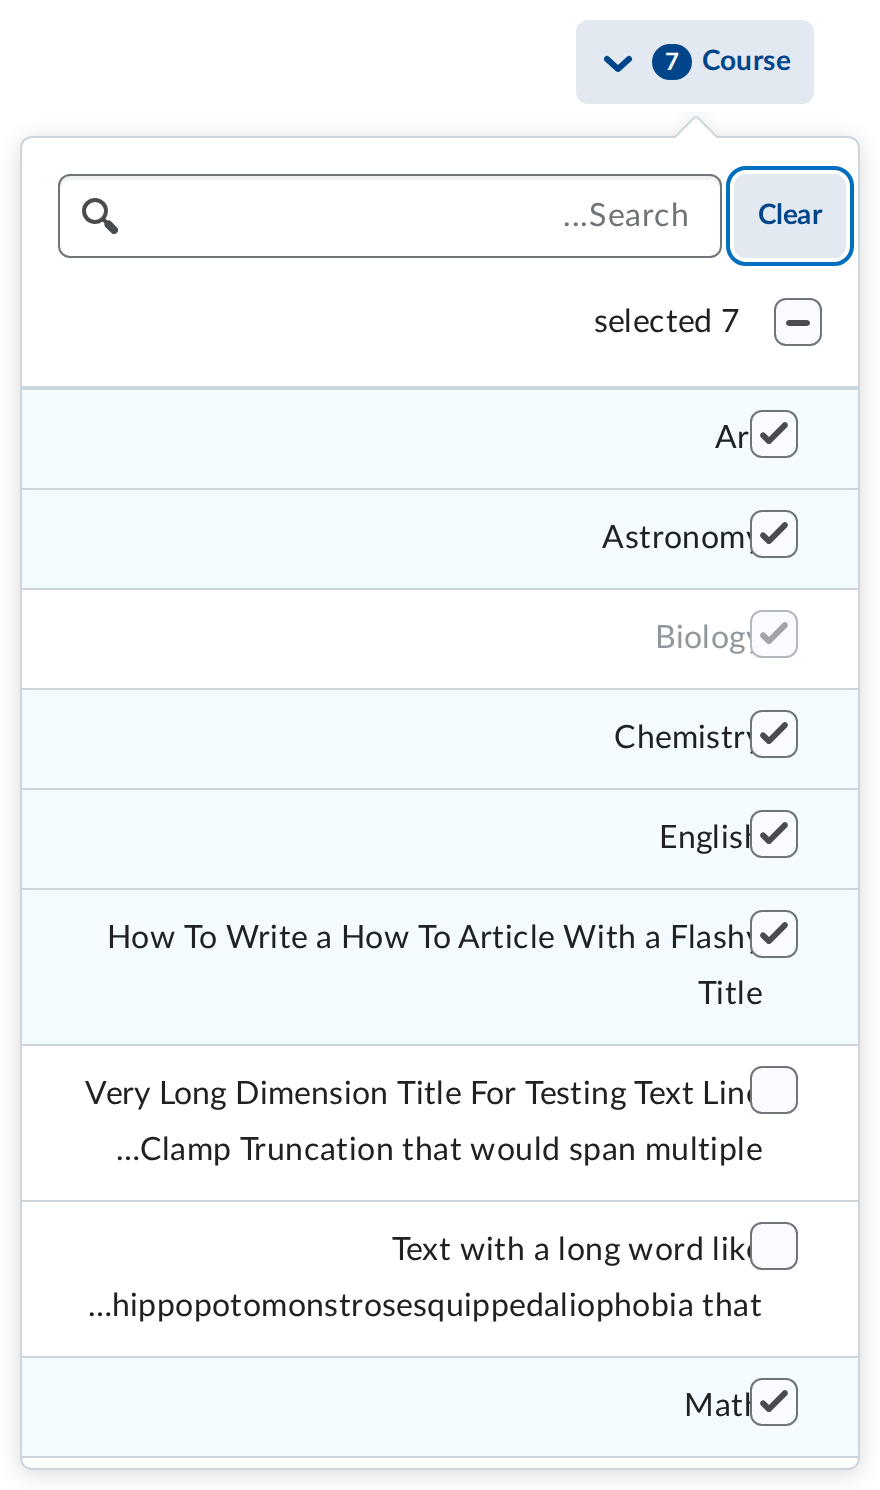 7 Course
...Search
Clear
selected 7
Ar
Astronomy
Biology
Chemistry
English
How To Write a How To Article With a Flashy
Title
Very Long Dimension Title For Testing Text Line
...Clamp Truncation that would span multiple
Text with a long word like
...hippopotomonstrosesquippedaliophobia that
Math